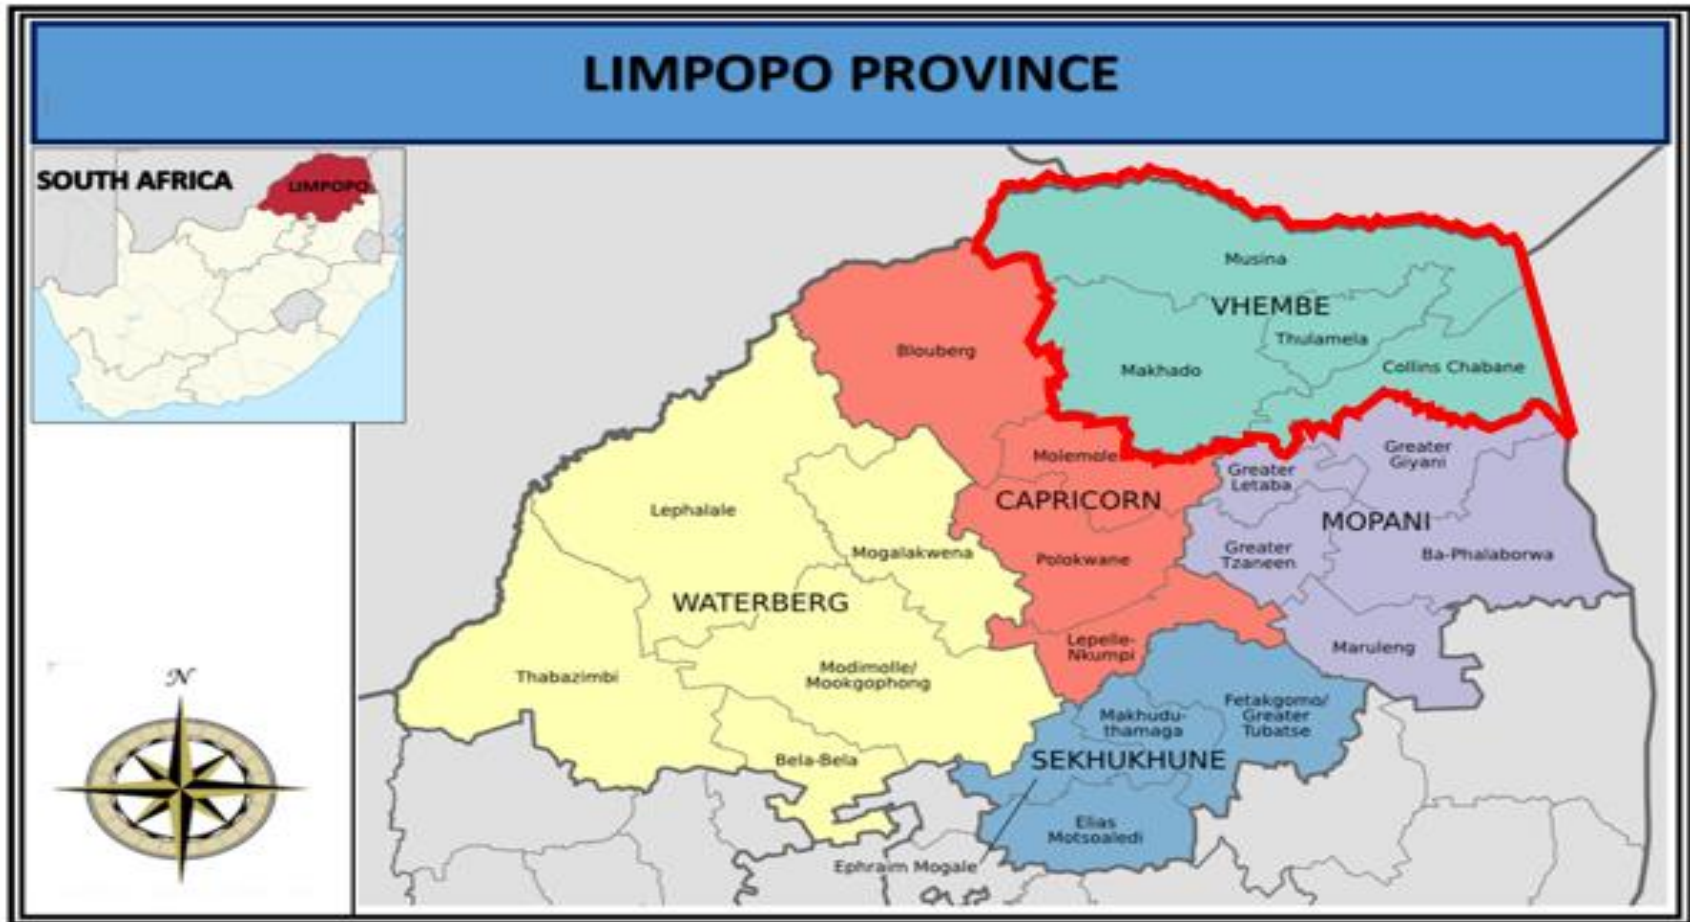 LIMPOPO PROVINCE
SOUTH AFRICA
LIMPOPO
N
Musina
VHEMBE
Thulamela
Makhado
Collins Chabane
Blouberg
Molemole
CAPRICORN
Polokwane
Lepelle-
Nkumpi
Greater
Giyani
Greater
Letaba
MOPANI
Greater
Tzaneen
Ba-Phalaborwa
Maruleng
Lephalale
Mogalakwena
WATERBERG
Thabazimbi
Modimolle/
Mookgophong
Bela-Bela
Fetakgomo/
Greater
Tubatse
Makhudu-
thamaga
SEKHUKHUNE
Elias
Motsoaledi
Ephraim Mogale